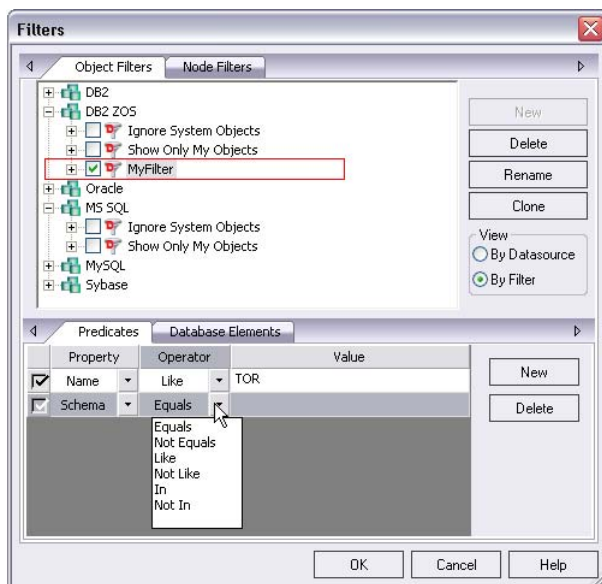 Filters
Object Filters
Node Filters
DB2
DB2 ZOS
Ignore System Objects
Show Only My Objects
MyFilter
Oracle
MS SQL
Ignore System Objects
Show Only My Objects
MySQL
Sybase
New
Delete
Rename
Clone
View
By Datasource
By Filter
Predicates
Database Elements
Property Operator Value
Name Like TOR
Schema Equals
Equals
Not Equals
Like
Not Like
In
Not In
New
Delete
OK Cancel Help